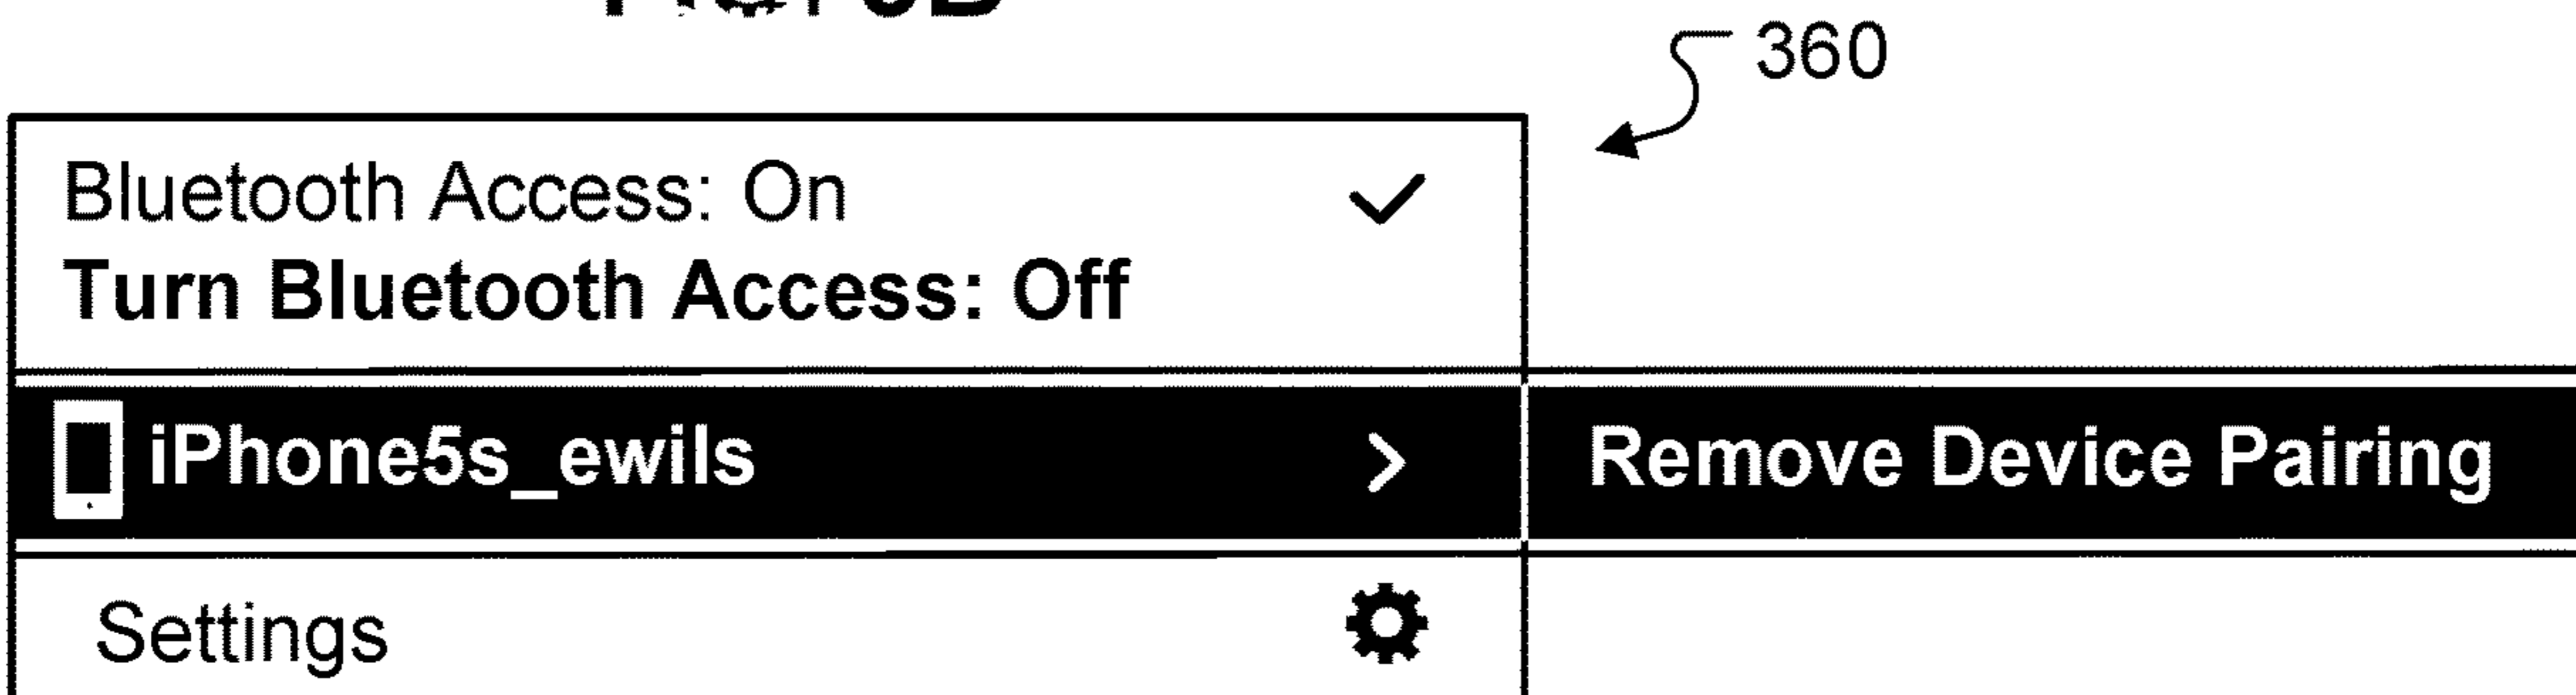 360
Bluetooth Access: On
Turn Bluetooth Access: Off
iPhone5s_ewils
Remove Device Pairing
Settings